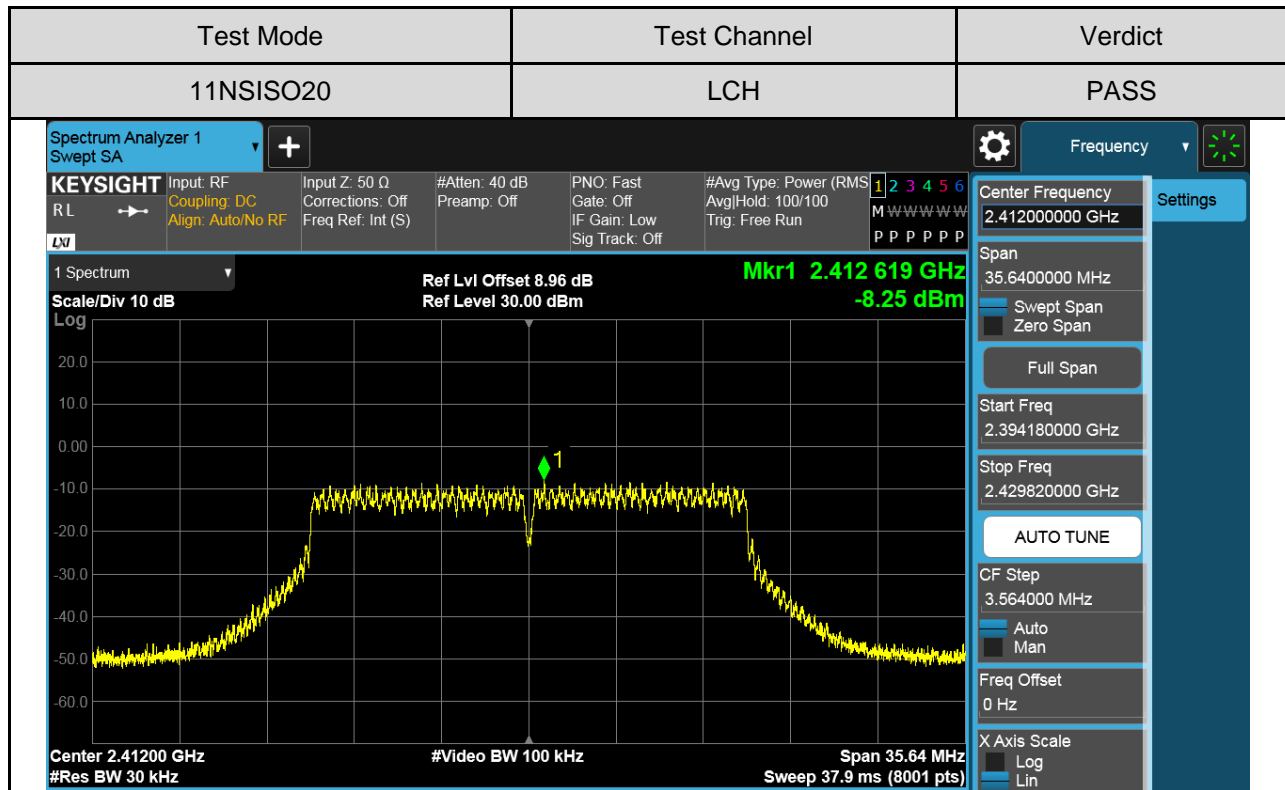 Test Mode Test Channel Verdict
11NSISO20 LCH PASS
Spectrum Analyzer 1
Swept SA
+
Frequency
KEYSIGHT Input: RF Input Z: 50 Ω #Atten: 40 dB PNO: Fast #Avg Type: Power (RMS 1 2 3 4 5 6
R L Coupling: DC Corrections: Off Preamp: Off Gate: Off Avg|Hold: 100/100 M W W W W W
Align: Auto/No RF Freq Ref: Int (S) IF Gain: Low Trig: Free Run
LXI Sig Track: Off P P P P P P
1 Spectrum Ref Lvl Offset 8.96 dB Mkr1 2.412 619 GHz
Scale/Div 10 dB Ref Level 30.00 dBm -8.25 dBm
Log
20.0
10.0
0.00
-10.0
-20.0
-30.0
-40.0
-50.0
-60.0
1
Center 2.41200 GHz #Video BW 100 kHz Span 35.64 MHz
#Res BW 30 kHz Sweep 37.9 ms (8001 pts)
Center Frequency
2.412000000 GHz
Settings
Span
35.6400000 MHz
Swept Span
Zero Span
Full Span
Start Freq
2.394180000 GHz
Stop Freq
2.429820000 GHz
AUTO TUNE
CF Step
3.564000 MHz
Auto
Man
Freq Offset
0 Hz
X Axis Scale
Log
Lin